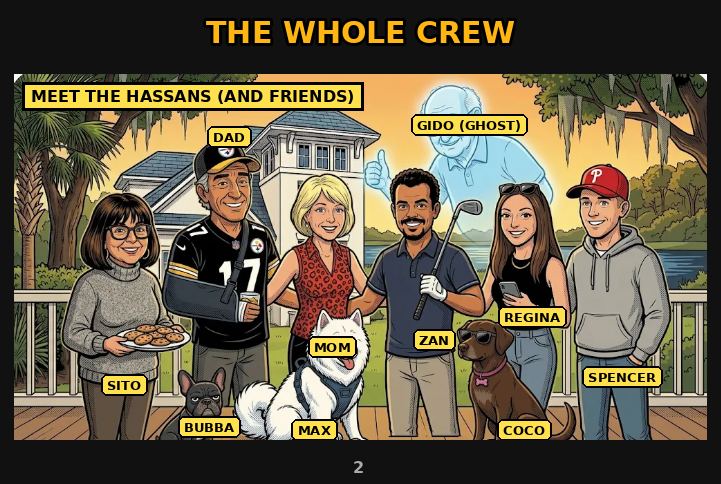 THE WHOLE CREW
MEET THE HASSANS (AND FRIENDS)
GIDO (GHOST)
DAD
P
17
REGINA
ZAN
MOM
SPENCER
SITO
BUBBA
MAX
COCO
2